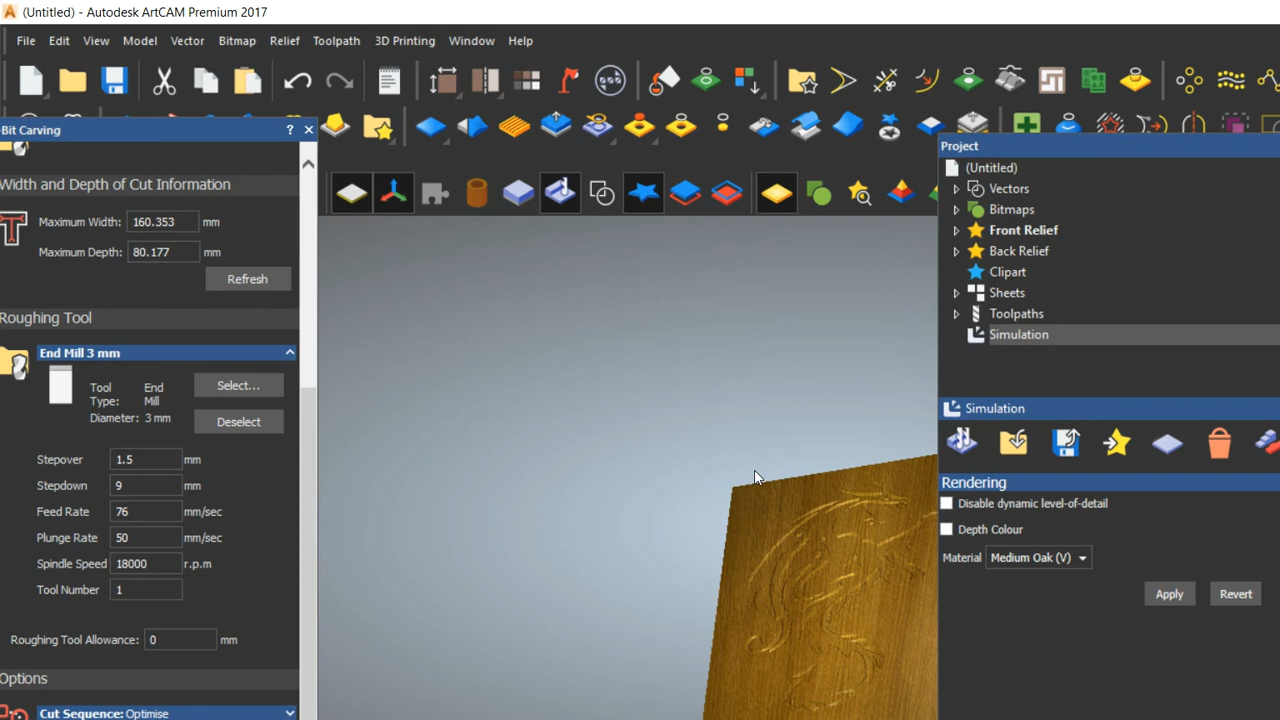 (Untitled) - Autodesk ArtCAM Premium 2017
File Edit View Model Vector Bitmap Relief Toolpath 3D Printing Window Help
-Bit Carving ? ×
Width and Depth of Cut Information
Maximum Width: 160.353 mm
Maximum Depth: 80.177 mm
Refresh
Roughing Tool
End Mill 3 mm
Tool Type: End Mill
Diameter: 3 mm
Select...
Deselect
Stepover 1.5 mm
Stepdown 9 mm
Feed Rate 76 mm/sec
Plunge Rate 50 mm/sec
Spindle Speed 18000 r.p.m
Tool Number 1
Roughing Tool Allowance: 0 mm
Options
Cut Sequence: Optimise
Project
(Untitled)
Vectors
Bitmaps
Front Relief
Back Relief
Clipart
Sheets
Toolpaths
Simulation
Simulation
Rendering
Disable dynamic level-of-detail
Depth Colour
Material Medium Oak (V)
Apply Revert